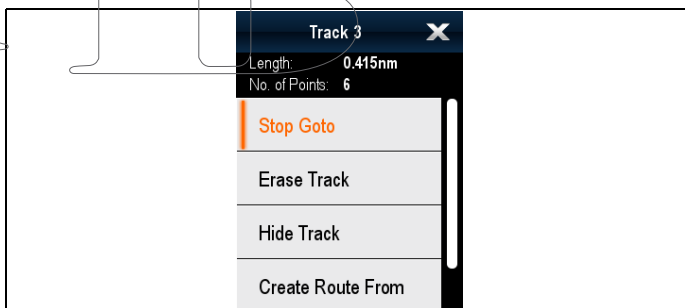 Track 3
Length: 0.415nm
No. of Points: 6
Stop Goto
Erase Track
Hide Track
Create Route From